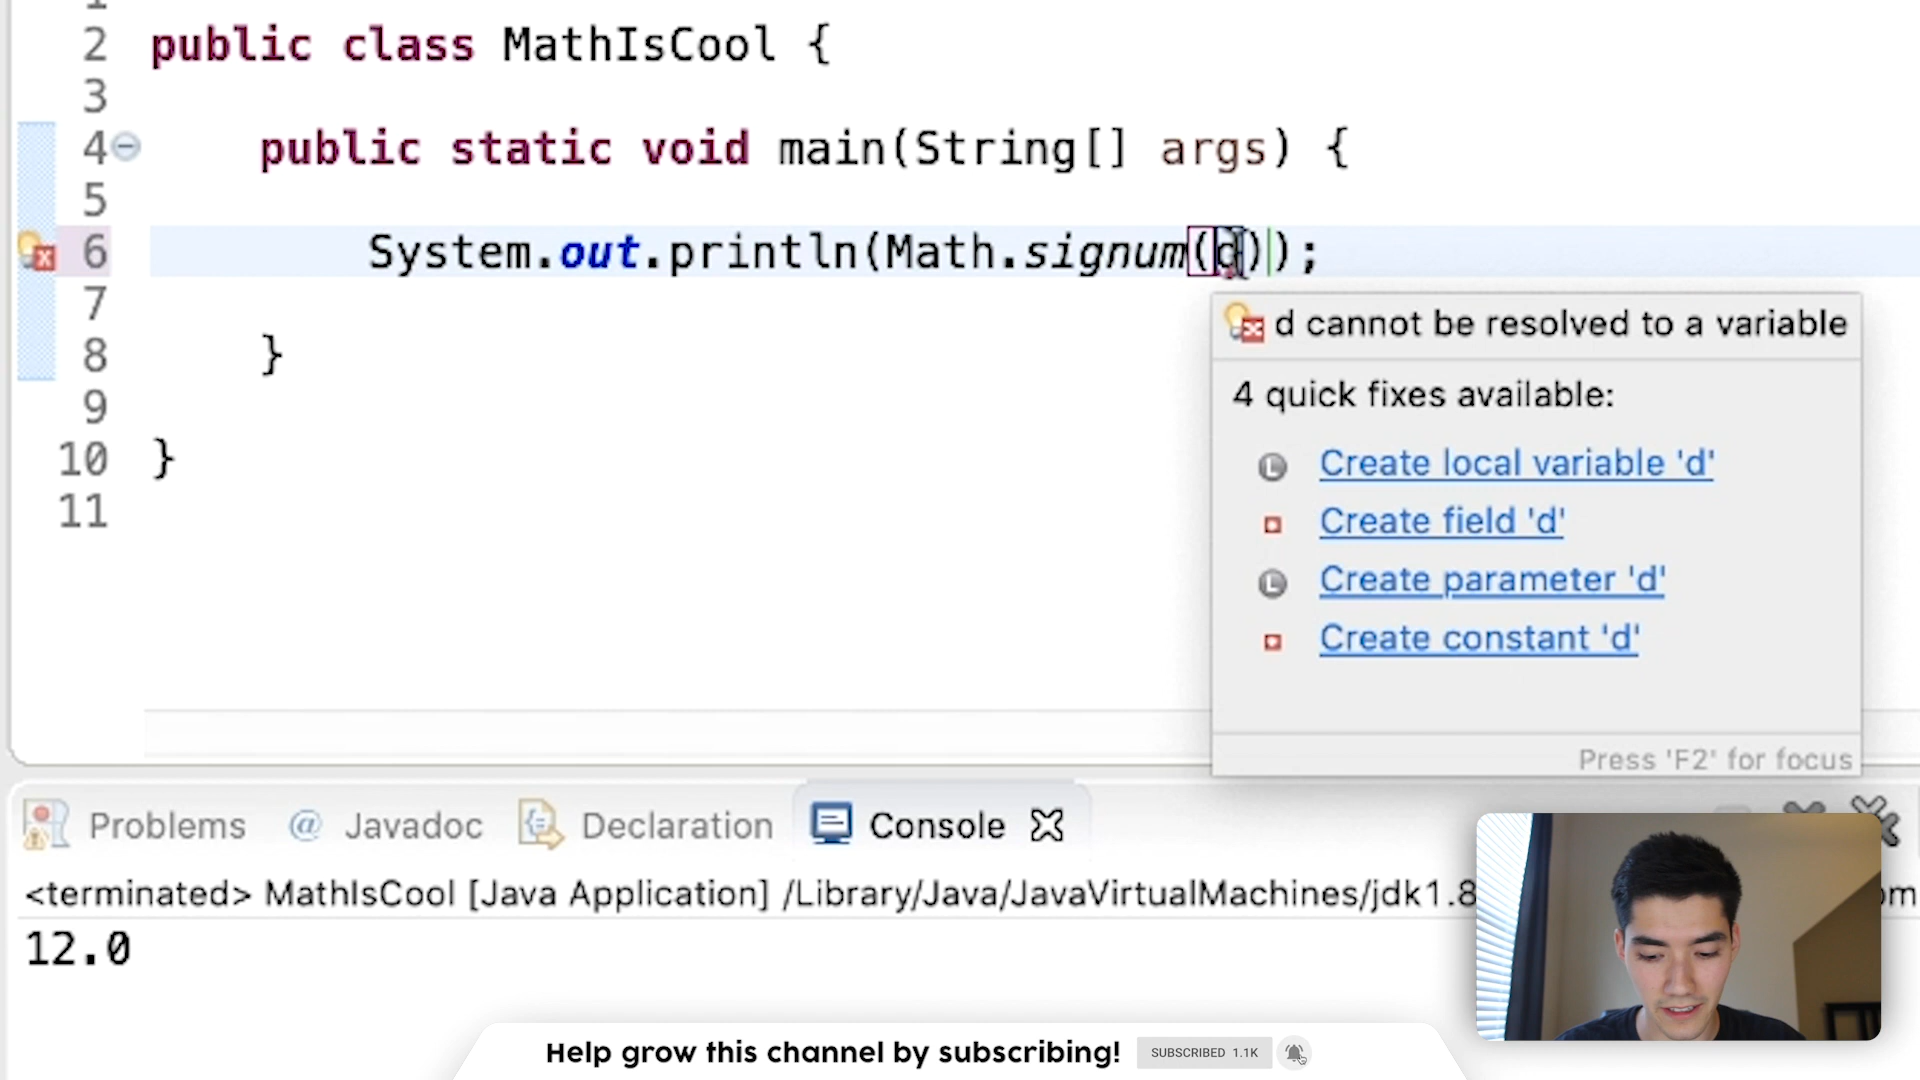 1
2 public class MathIsCool {
3
4 public static void main(String[] args) {
5
6 System.out.println(Math.signum(d));
7
8 }
9
10 }
11
d cannot be resolved to a variable
4 quick fixes available:
Create local variable 'd'
Create field 'd'
Create parameter 'd'
Create constant 'd'
Press 'F2' for focus
Problems @ Javadoc Declaration Console
<terminated> MathIsCool [Java Application] /Library/Java/JavaVirtualMachines/jdk1.8
12.0
Help grow this channel by subscribing! SUBSCRIBED 1.1K